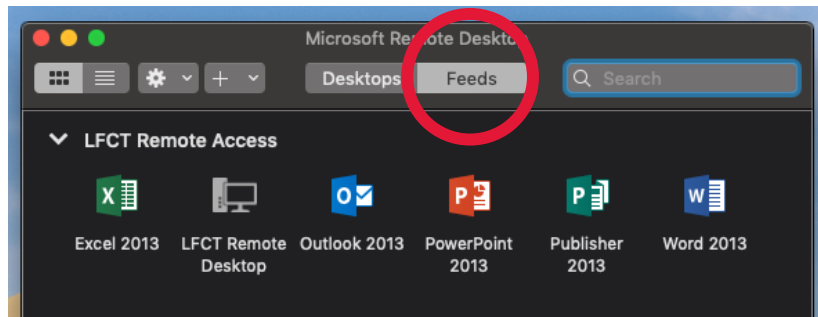 Microsoft Remote Desktop
Desktops
Feeds
Search
LFCT Remote Access
Excel 2013
LFCT Remote
Desktop
Outlook 2013
PowerPoint
2013
Publisher
2013
Word 2013